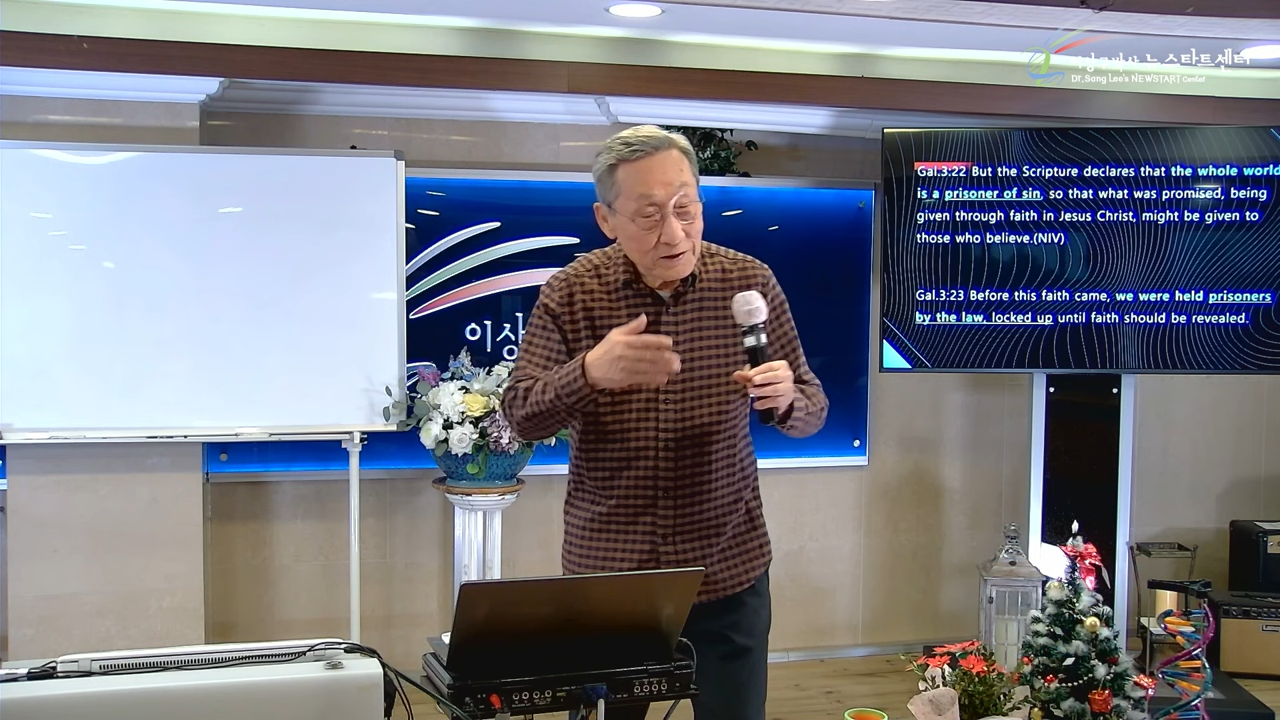 뉴스타트센터
Dr. Sang Lee's NEWSTART Center
Gal.3:22 But the Scripture declares that the whole world
is a prisoner of sin, so that what was promised, being
given through faith in Jesus Christ, might be given to
those who believe.(NIV)
Gal.3:23 Before this faith came, we were held prisoners
by the law, locked up until faith should be revealed.
이상